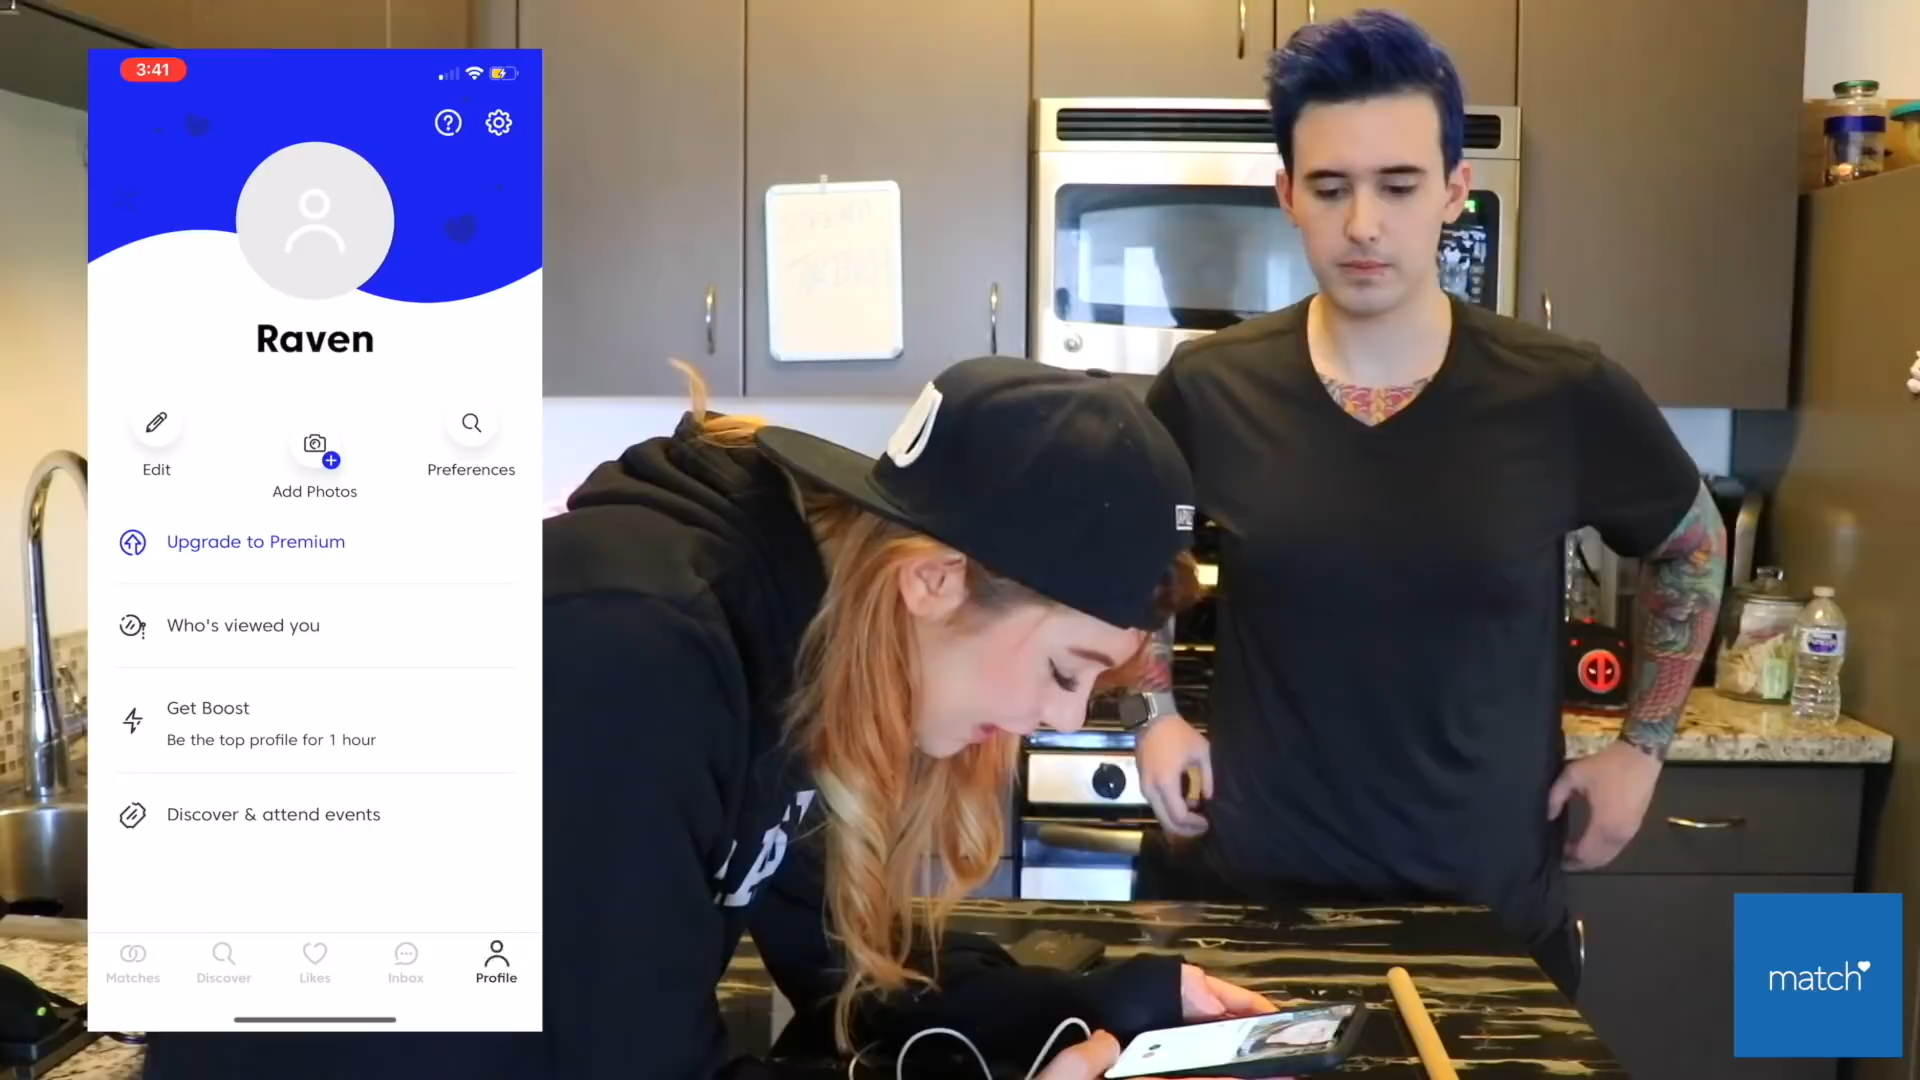 3:41
Raven
Edit
Add Photos
Preferences
Upgrade to Premium
Who's viewed you
Get Boost
Be the top profile for 1 hour
Discover & attend events
Matches
Discover
Likes
Inbox
Profile
match